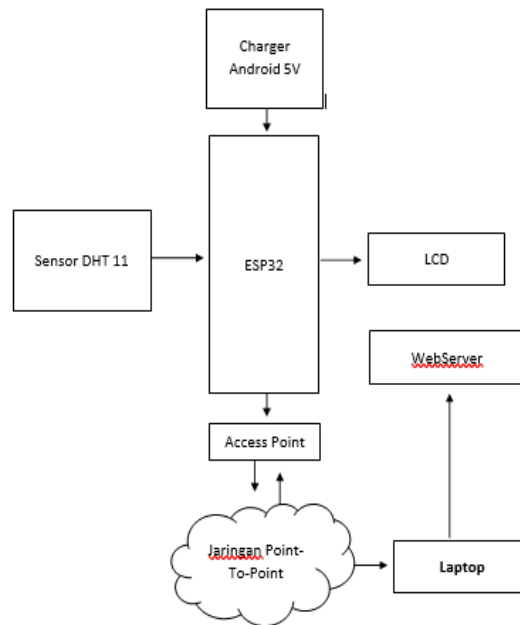 Charger
Android 5V
Sensor DHT 11
ESP32
LCD
WebServer
Access Point
Jaringan Point-
To-Point
Laptop